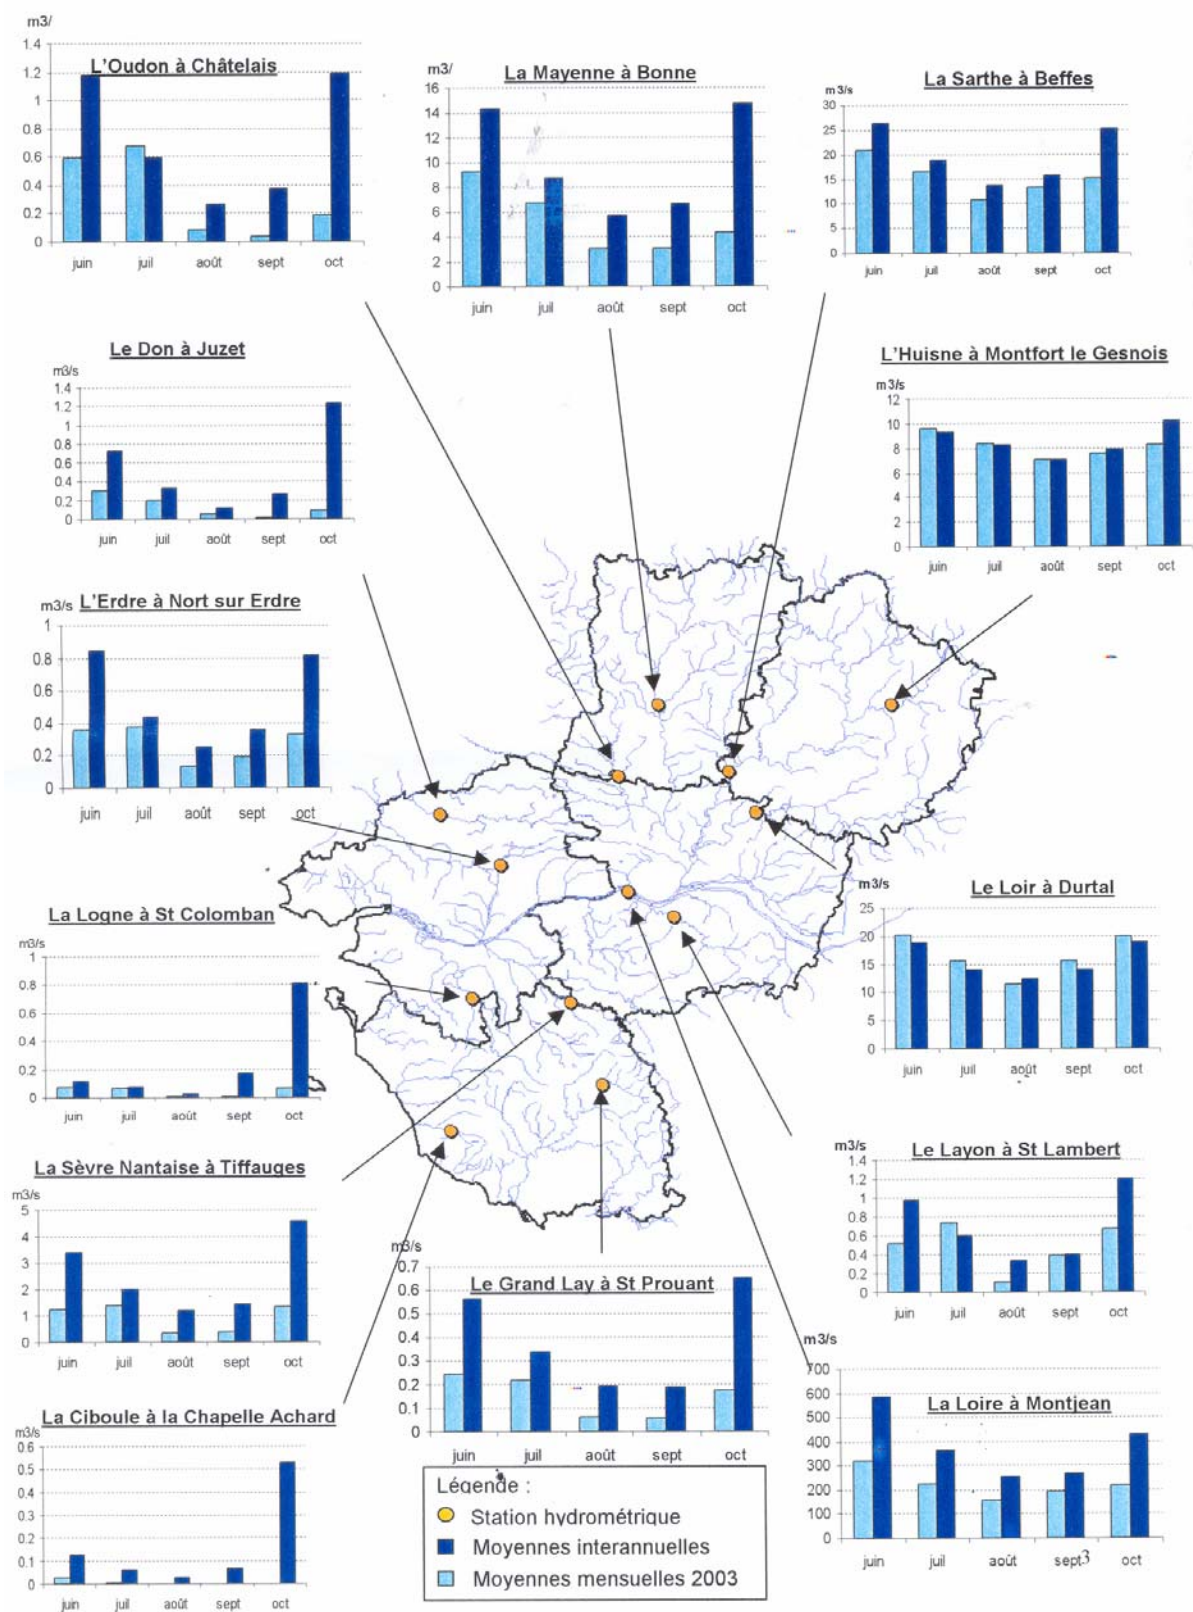 m3/
1.4
L'Oudon à Châtelais
1.2
1
0.8
0.6
0.4
0.2
0
juin juil août sept oct
La Mayenne à Bonne
m3/
16
14
12
10
8
6
4
2
0
juin juil août sept oct
La Sarthe à Beffes
m3/s
30
25
20
15
10
5
0
juin juil août sept oct
Le Don à Juzet
m3/s
1.4
1.2
1
0.8
0.6
0.4
0.2
0
juin juil août sept oct
L'Huisne à Montfort le Gesnois
m3/s
12
10
8
6
4
2
0
juin juil août sept oct
m3/s L'Erdre à Nort sur Erdre
1
0.8
0.6
0.4
0.2
0
juin juil août sept oct
La Logne à St Colomban
m3/s
1
0.8
0.6
0.4
0.2
0
juin juil août sept oct
m3/s
Le Loir à Durtal
25
20
15
10
5
0
juin juil août sept oct
La Sèvre Nantaise à Tiffauges
m3/s
5
4
3
2
1
0
juin juil août sept oct
Le Layon à St Lambert
m3/s
1.4
1.2
1
0.8
0.6
0.4
0.2
0
juin juil août sept oct
m3/s
0.7
Le Grand Lay à St Prouant
0.6
0.5
0.4
0.3
0.2
0.1
0
juin juil août sept oct
La Ciboule à la Chapelle Achard
m3/s
0.6
0.5
0.4
0.3
0.2
0.1
0
juin juil août sept oct
m3/s
700
La Loire à Montjean
600
500
400
300
200
100
0
juin juil août sept oct
3
Légende :
Station hydrométrique
Moyennes interannuelles
Moyennes mensuelles 2003